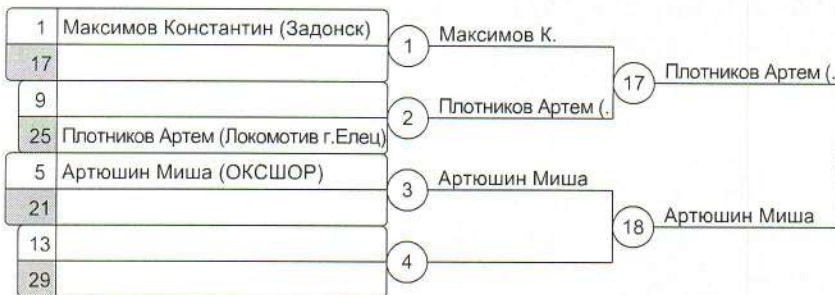 1 Максимов Константин (Задонск)
17
1
Максимов К.
9
25 Плотников Артем (Локомотив г.Елец)
2
Плотников Артем (.
17
Плотников Артем (.
5 Артюшин Миша (ОКСШОР)
21
3
Артюшин Миша
13
29
4
18
Артюшин Миша